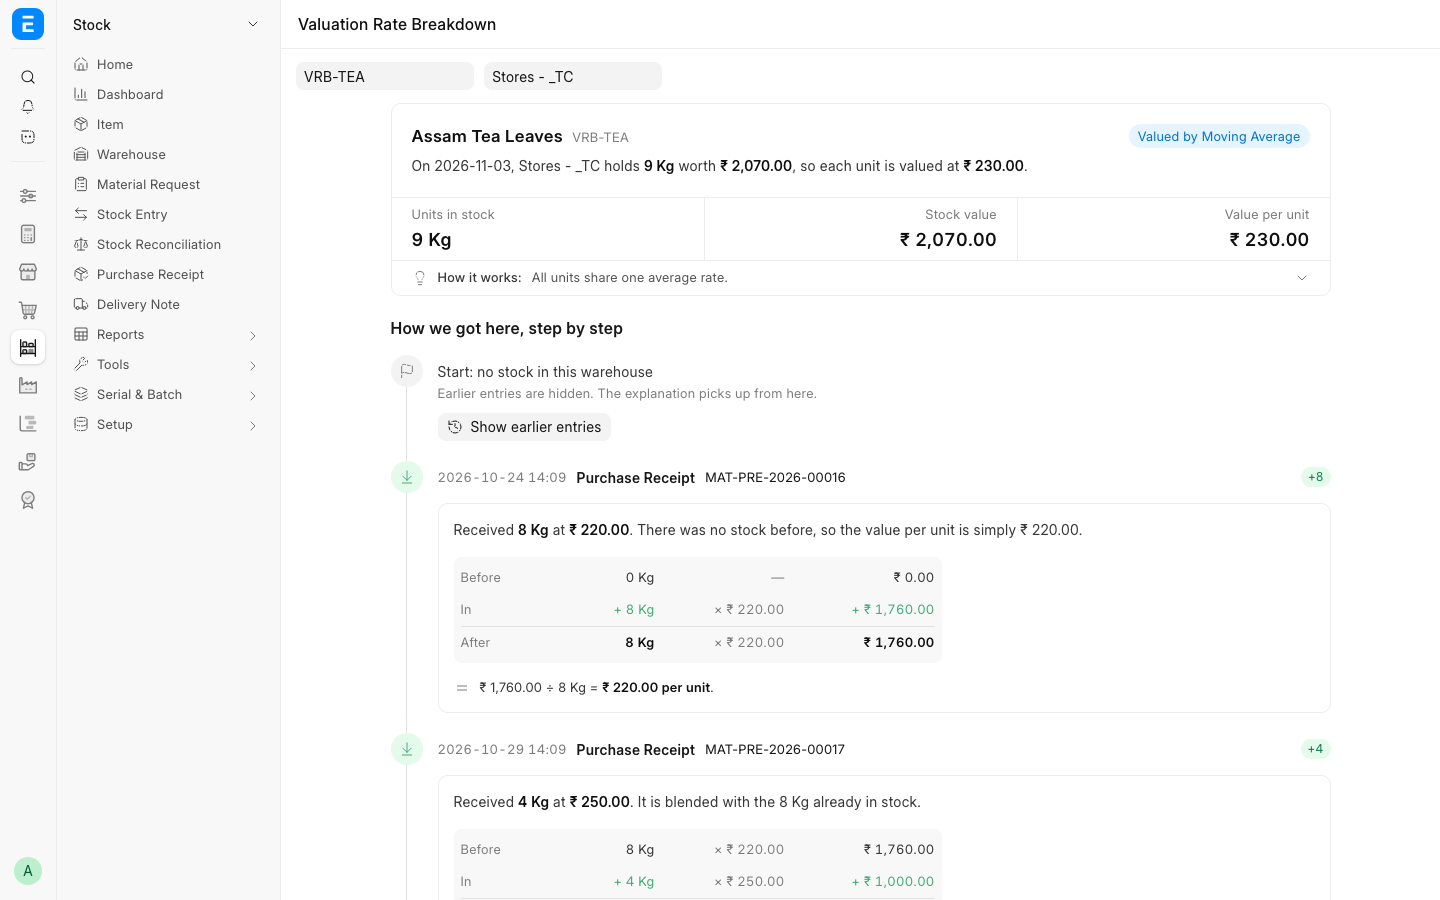 Stock
Home
Dashboard
Item
Warehouse
Material Request
Stock Entry
Stock Reconciliation
Purchase Receipt
Delivery Note
Reports
Tools
Serial & Batch
Setup
A
Valuation Rate Breakdown
VRB-TEA Stores - _TC
Assam Tea Leaves VRB-TEA Valued by Moving Average
On 2026-11-03, Stores - _TC holds 9 Kg worth ₹ 2,070.00, so each unit is valued at ₹ 230.00.
Units in stock Stock value Value per unit
9 Kg ₹ 2,070.00 ₹ 230.00
How it works: All units share one average rate.
How we got here, step by step
Start: no stock in this warehouse
Earlier entries are hidden. The explanation picks up from here.
Show earlier entries
2026-10-24 14:09 Purchase Receipt MAT-PRE-2026-00016 +8
Received 8 Kg at ₹ 220.00. There was no stock before, so the value per unit is simply ₹ 220.00.
Before 0 Kg — ₹ 0.00
In + 8 Kg × ₹ 220.00 + ₹ 1,760.00
After 8 Kg × ₹ 220.00 ₹ 1,760.00
= ₹ 1,760.00 ÷ 8 Kg = ₹ 220.00 per unit.
2026-10-29 14:09 Purchase Receipt MAT-PRE-2026-00017 +4
Received 4 Kg at ₹ 250.00. It is blended with the 8 Kg already in stock.
Before 8 Kg × ₹ 220.00 ₹ 1,760.00
In + 4 Kg × ₹ 250.00 + ₹ 1,000.00